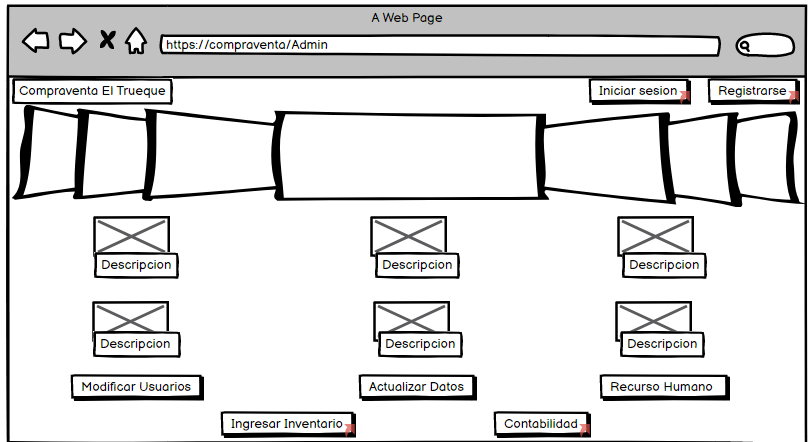 A Web Page
https://compraventa/Admin
Compraventa El Trueque
Iniciar sesion
Registrarse
Descripcion
Descripcion
Descripcion
Descripcion
Descripcion
Descripcion
Modificar Usuarios
Actualizar Datos
Recurso Humano
Ingresar Inventario
Contabilidad